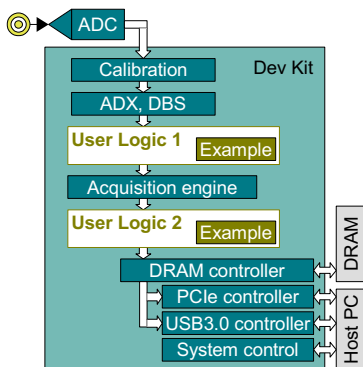 ADC
Dev Kit
Calibration
ADX, DBS
User Logic 1
Example
Acquisition engine
User Logic 2
Example
DRAM controller
PCIe controller
USB3.0 controller
System control
DRAM
Host PC